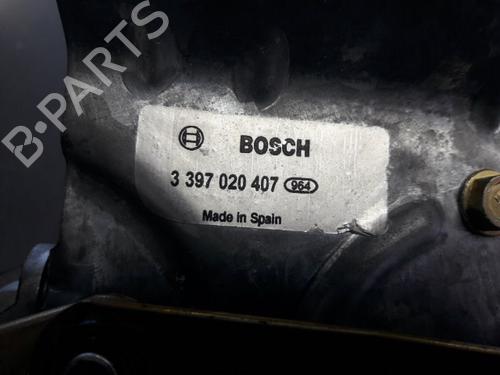 B-PARTS
BOSCH
3 397 020 407 964
Made in Spain